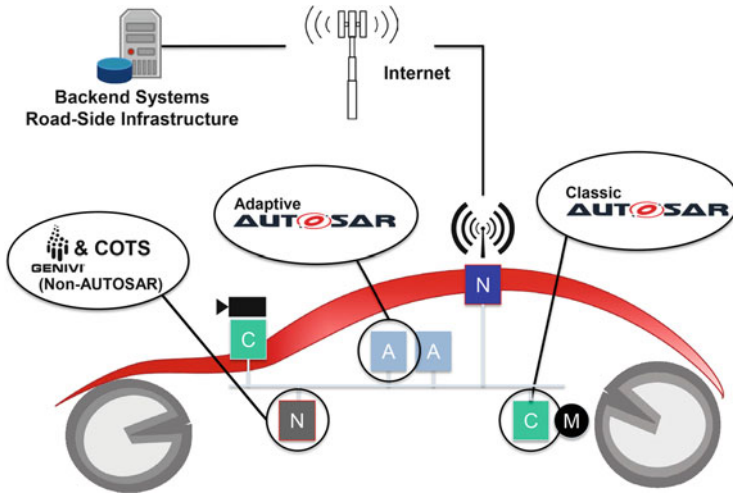 Internet
Backend Systems
Road-Side Infrastructure
Adaptive
AUTOSAR
Classic
AUTOSAR
& COTS
GENIVI
(Non-AUTOSAR)
N
C
A
A
N
C
M